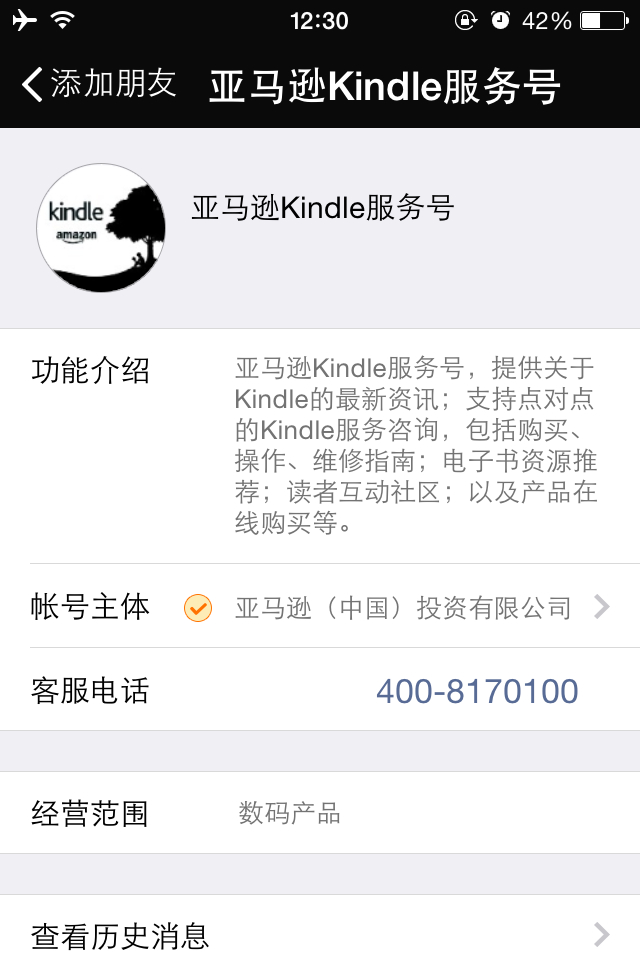 12:30
42%
添加朋友
亚马逊Kindle服务号
kindle
amazon
亚马逊Kindle服务号
功能介绍
亚马逊Kindle服务号，提供关于
Kindle的最新资讯；支持点对点
的Kindle服务咨询，包括购买、
操作、维修指南；电子书资源推
荐；读者互动社区；以及产品在
线购买等。
帐号主体
亚马逊（中国）投资有限公司
客服电话
400-8170100
经营范围
数码产品
查看历史消息